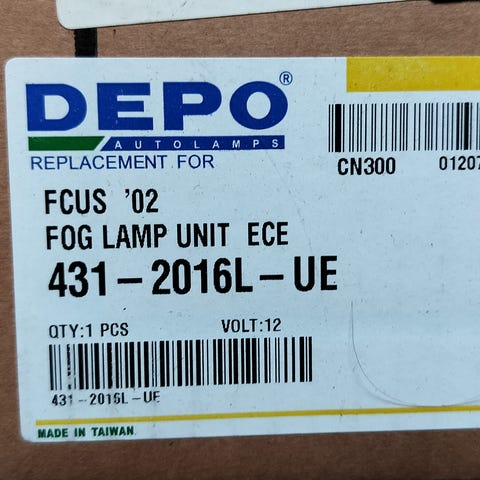 DEPO®
AUTOLAMPS
REPLACEMENT FOR
CN300 01207
FCUS '02
FOG LAMP UNIT ECE
431-2016L-UE
QTY:1 PCS VOLT:12
431-2016L-UE
MADE IN TAIWAN